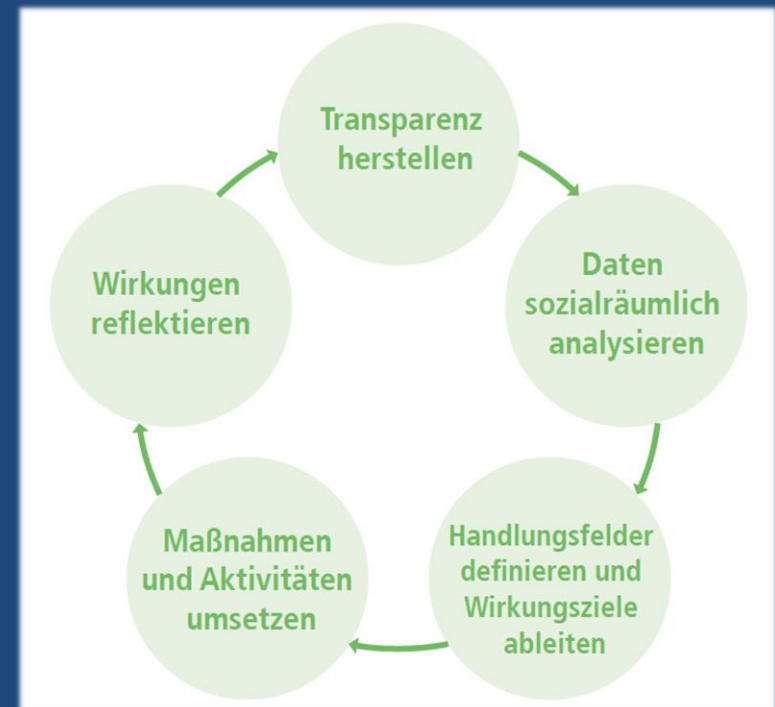 Transparenz
herstellen
Daten
sozialräumlich
analysieren
Handlungsfelder
definieren und
Wirkungsziele
ableiten
Maßnahmen
und Aktivitäten
umsetzen
Wirkungen
reflektieren